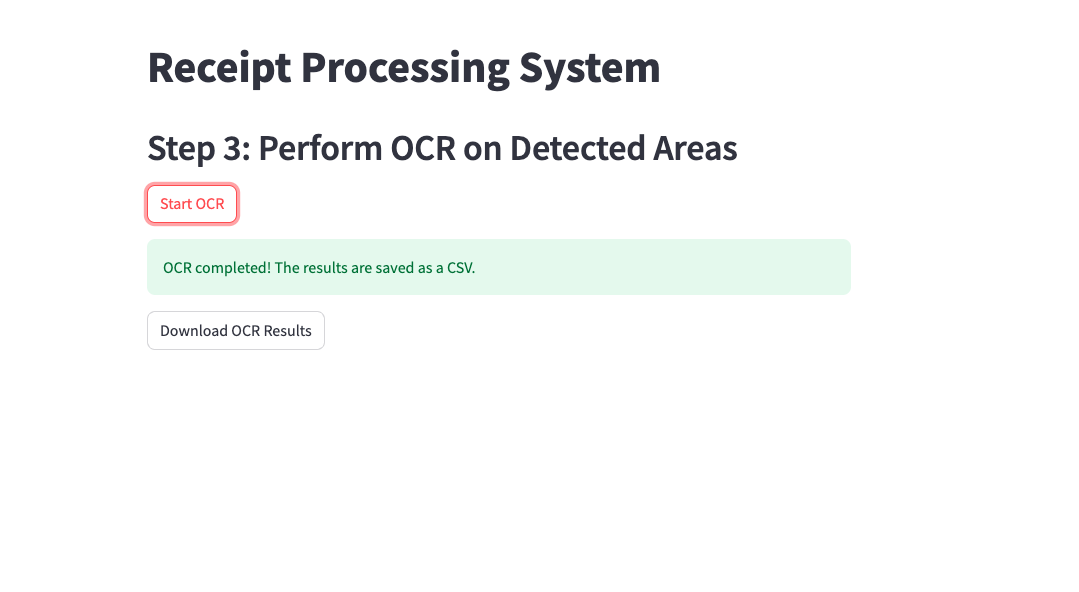 Receipt Processing System
Step 3: Perform OCR on Detected Areas
Start OCR
OCR completed! The results are saved as a CSV.
Download OCR Results